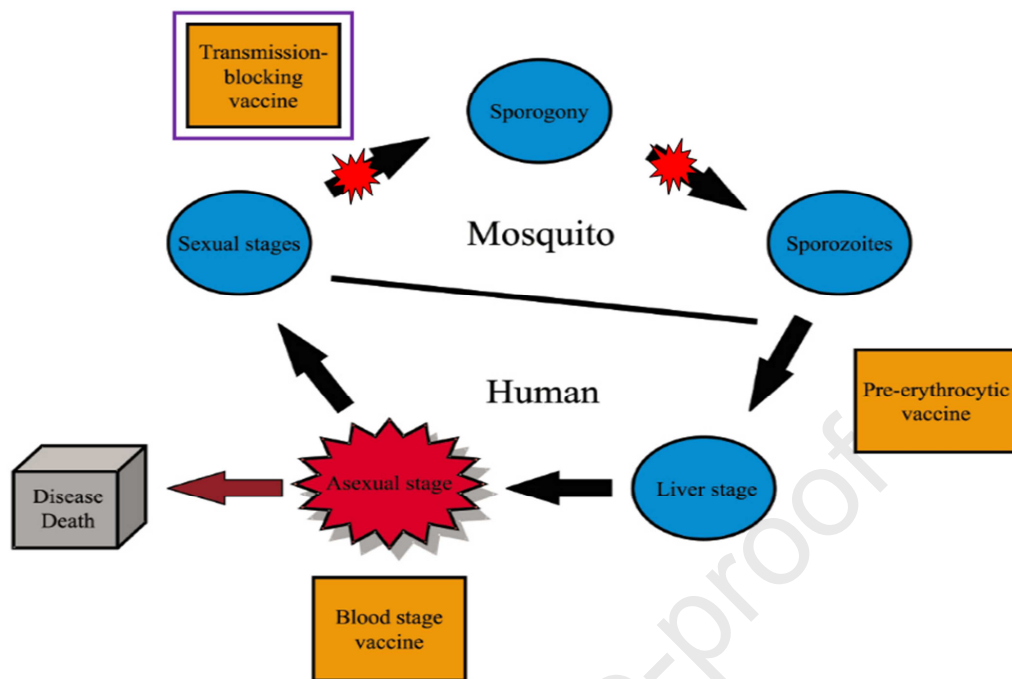 Transmission-
blocking
vaccine
Sporogony
Sexual stages
Mosquito
Sporozoites
Human
Pre-erythrocytic
vaccine
Disease
Death
Asexual stage
Liver stage
Blood stage
vaccine
-proof